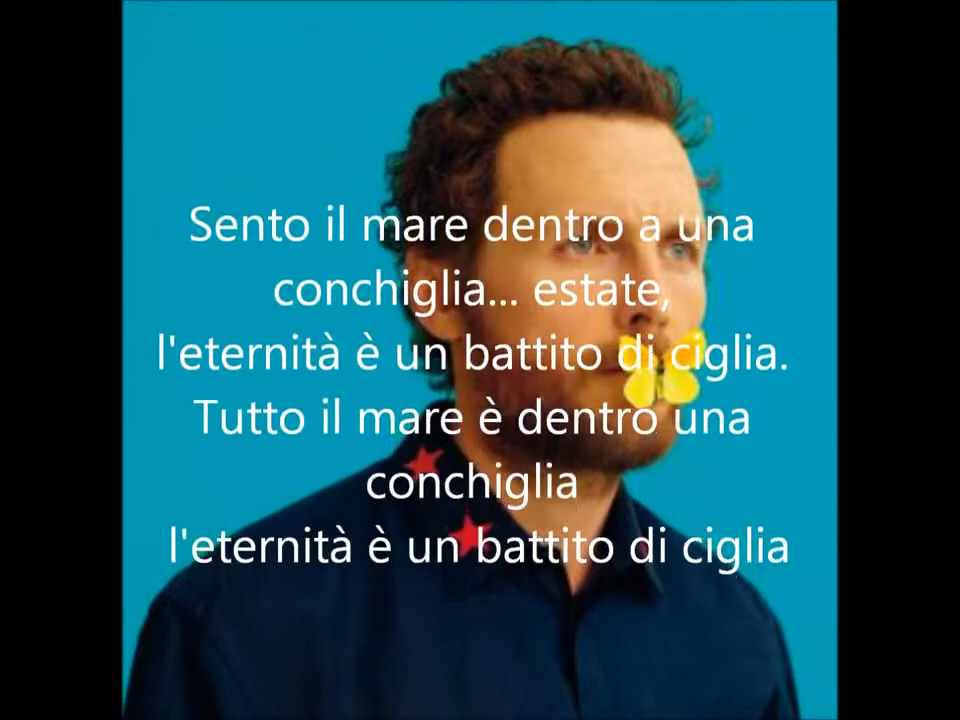 Sento il mare dentro a una
conchiglia... estate,
l'eternità è un battito di ciglia.
Tutto il mare è dentro una
conchiglia
l'eternità è un battito di ciglia